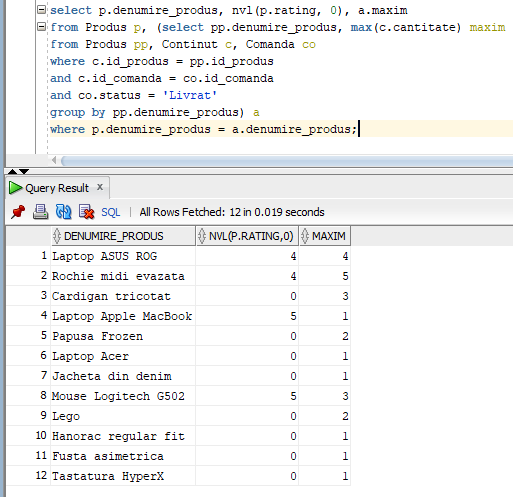 select p.denumire_produs, nvl(p.rating, 0), a.maxim
from Produs p, (select pp.denumire_produs, max(c.cantitate) maxim
from Produs pp, Continut c, Comanda co
where c.id_produs = pp.id_produs
and c.id_comanda = co.id_comanda
and co.status = 'Livrat'
group by pp.denumire_produs) a
where p.denumire_produs = a.denumire_produs;
Query Result x
SQL | All Rows Fetched: 12 in 0.019 seconds
DENUMIRE_PRODUS NVL(P.RATING,0) MAXIM
1 Laptop ASUS ROG 4 4
2 Rochie midi evazata 4 5
3 Cardigan tricotat 0 3
4 Laptop Apple MacBook 5 1
5 Papusa Frozen 0 2
6 Laptop Acer 0 1
7 Jacheta din denim 0 1
8 Mouse Logitech G502 5 3
9 Lego 0 2
10 Hanorac regular fit 0 1
11 Fusta asimetrica 0 1
12 Tastatura HyperX 0 1